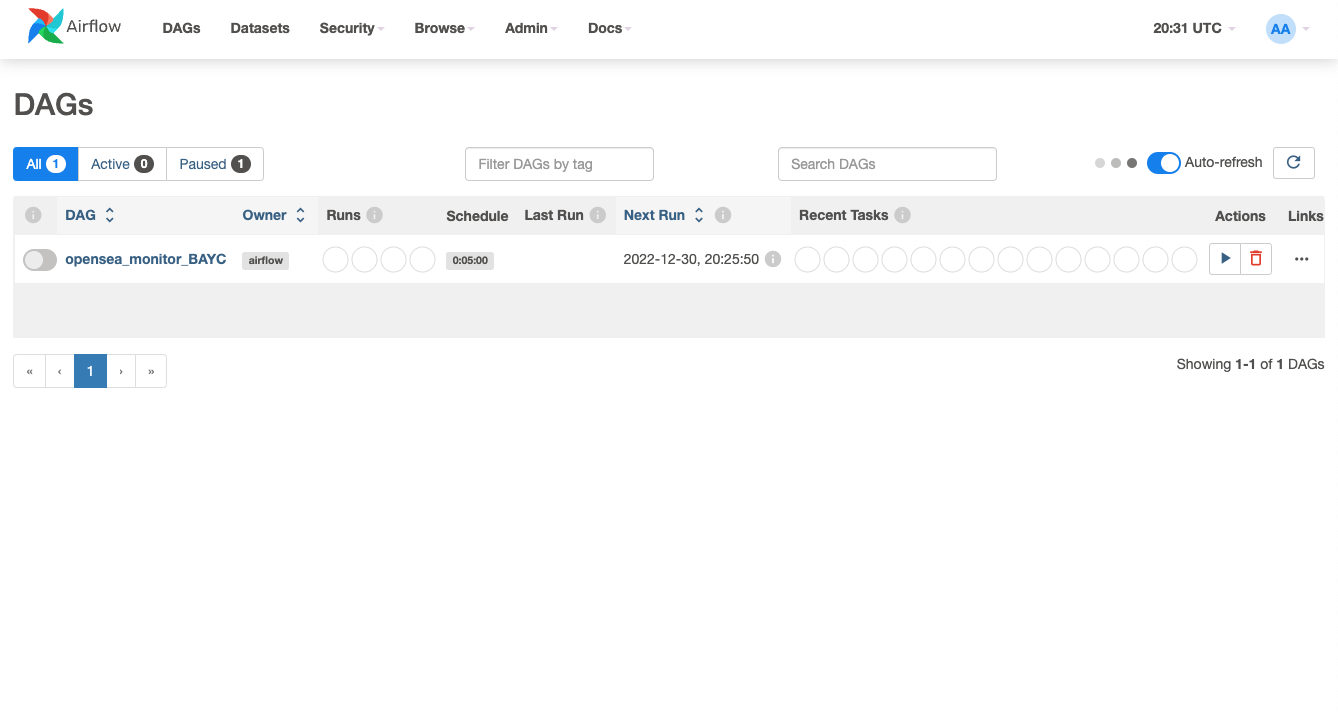 Airflow DAGs Datasets Security Browse Admin Docs 20:31 UTC AA
DAGs
All 1 Active 0 Paused 1 Filter DAGs by tag Search DAGs Auto-refresh
i DAG Owner Runs i Schedule Last Run i Next Run i Recent Tasks i Actions Links
opensea_monitor_BAYC airflow 0:05:00 2022-12-30, 20:25:50 i ...
« ‹ 1 › » Showing 1-1 of 1 DAGs